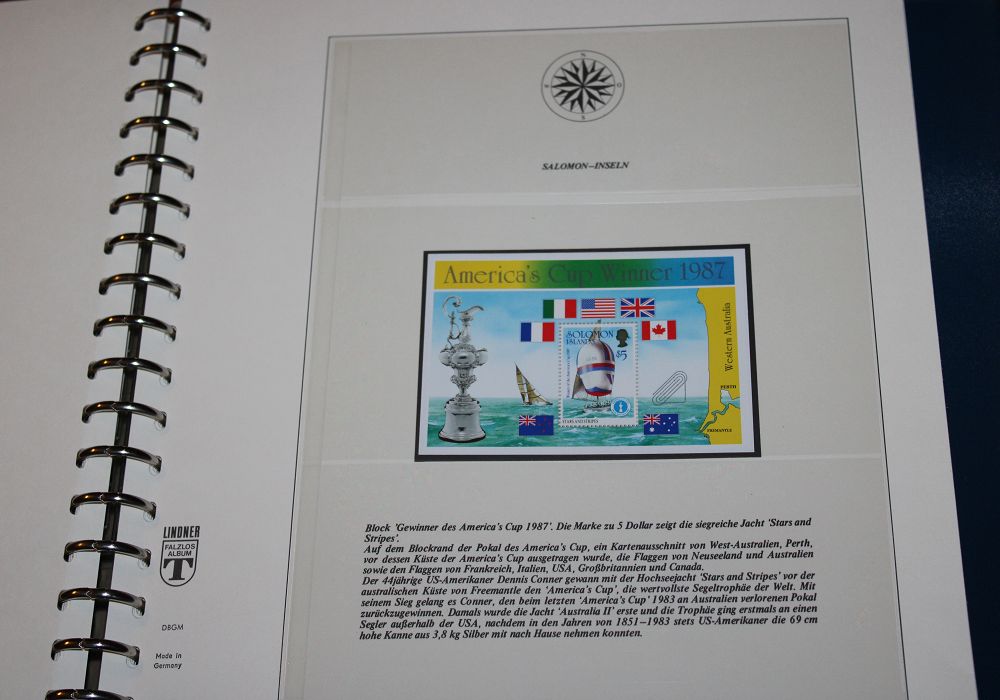 N
O
S
SALOMON–INSELN
America's Cup Winner 1987
Western Australia
SOLOMON
ISLANDS
$5
PERTH
FREMANTLE
STARS AND STRIPES
Block 'Gewinner des America's Cup 1987'. Die Marke zu 5 Dollar zeigt die siegreiche Jacht 'Stars and
Stripes'.
Auf dem Blockrand der Pokal des America's Cup, ein Kartenausschnitt von West-Australien, Perth,
vor dessen Küste der America's Cup ausgetragen wurde, die Flaggen von Neuseeland und Australien
sowie den Flaggen von Frankreich, Italien, USA, Großbritannien und Canada.
Der 44jährige US-Amerikaner Dennis Conner gewann mit der Hochseejacht 'Stars and Stripes' vor der
australischen Küste von Freemantle den 'America's Cup', die wertvollste Segeltrophäe der Welt. Mit
seinem Sieg gelang es Conner, den beim letzten 'America's Cup' 1983 an Australien verlorenen Pokal
zurückzugewinnen. Damals wurde die Jacht 'Australia II' erste und die Trophäe ging erstmals an einen
Segler außerhalb der USA, nachdem in den Jahren von 1851–1983 stets US-Amerikaner die 69 cm
hohe Kanne aus 3,8 kg Silber mit nach Hause nehmen konnten.
LINDNER
FALZLOS
ALBUM
T
DBGM
Made in
Germany